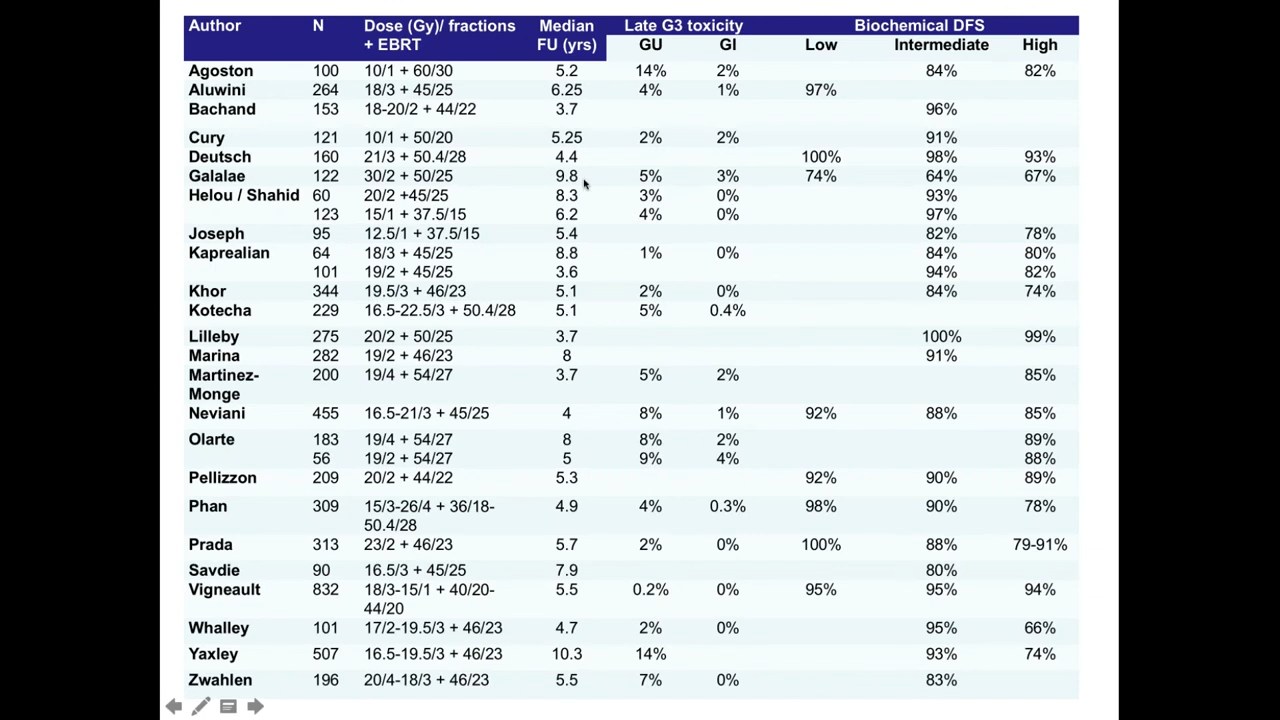 Author N Dose (Gy)/ fractions Median Late G3 toxicity Biochemical DFS
+ EBRT FU (yrs) GU GI Low Intermediate High
Agoston 100 10/1 + 60/30 5.2 14% 2% 84% 82%
Aluwini 264 18/3 + 45/25 6.25 4% 1% 97%
Bachand 153 18-20/2 + 44/22 3.7 96%
Cury 121 10/1 + 50/20 5.25 2% 2% 91%
Deutsch 160 21/3 + 50.4/28 4.4 100% 98% 93%
Galalae 122 30/2 + 50/25 9.8 5% 3% 74% 64% 67%
Helou / Shahid 60 20/2 +45/25 8.3 3% 0% 93%
123 15/1 + 37.5/15 6.2 4% 0% 97%
Joseph 95 12.5/1 + 37.5/15 5.4 82% 78%
Kaprealian 64 18/3 + 45/25 8.8 1% 0% 84% 80%
101 19/2 + 45/25 3.6 94% 82%
Khor 344 19.5/3 + 46/23 5.1 2% 0% 84% 74%
Kotecha 229 16.5-22.5/3 + 50.4/28 5.1 5% 0.4%
Lilleby 275 20/2 + 50/25 3.7 100% 99%
Marina 282 19/2 + 46/23 8 91%
Martinez- 200 19/4 + 54/27 3.7 5% 2% 85%
Monge
Neviani 455 16.5-21/3 + 45/25 4 8% 1% 92% 88% 85%
Olarte 183 19/4 + 54/27 8 8% 2% 89%
56 19/2 + 54/27 5 9% 4% 88%
Pellizzon 209 20/2 + 44/22 5.3 92% 90% 89%
Phan 309 15/3-26/4 + 36/18- 4.9 4% 0.3% 98% 90% 78%
50.4/28
Prada 313 23/2 + 46/23 5.7 2% 0% 100% 88% 79-91%
Savdie 90 16.5/3 + 45/25 7.9 80%
Vigneault 832 18/3-15/1 + 40/20- 5.5 0.2% 0% 95% 95% 94%
44/20
Whalley 101 17/2-19.5/3 + 46/23 4.7 2% 0% 95% 66%
Yaxley 507 16.5-19.5/3 + 46/23 10.3 14% 93% 74%
Zwahlen 196 20/4-18/3 + 46/23 5.5 7% 0% 83%